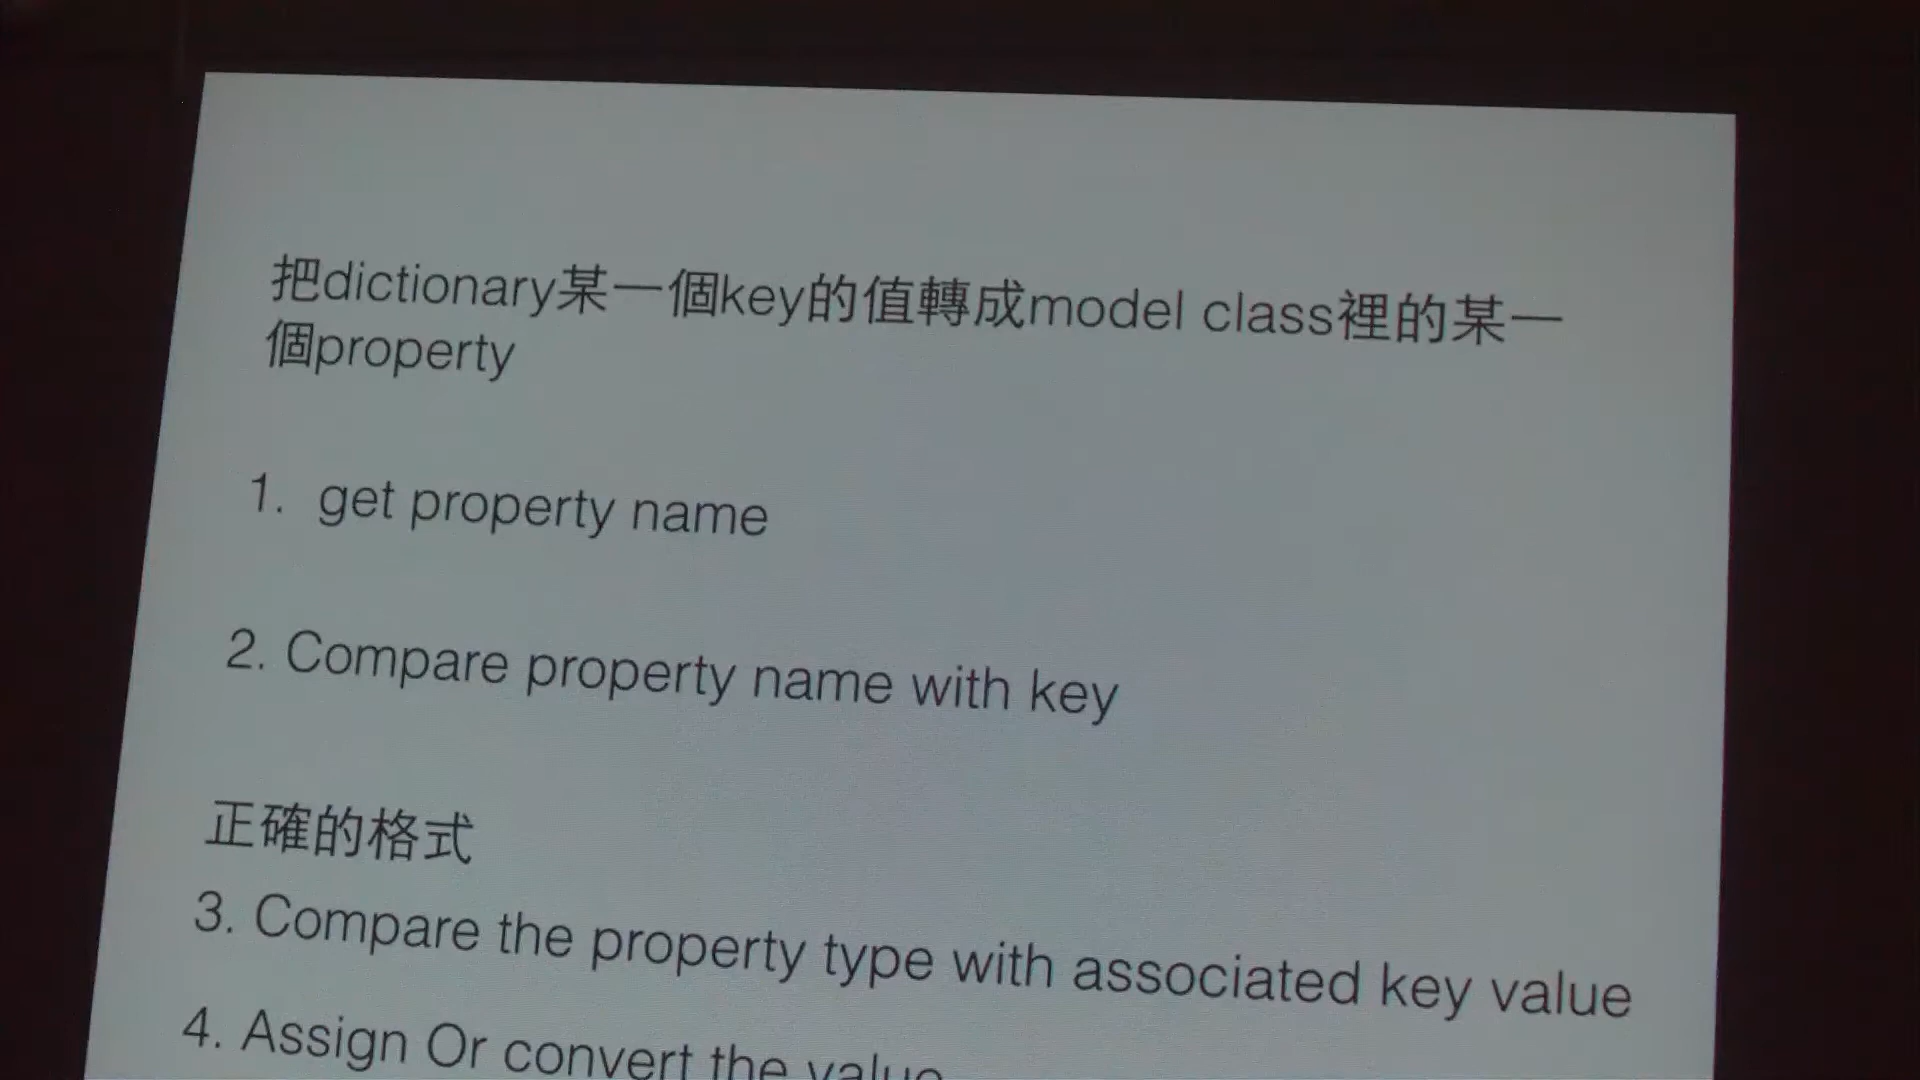 把dictionary某一個key的值轉成model class裡的某一
個property
1. get property name
2. Compare property name with key
正確的格式
3. Compare the property type with associated key value
4. Assign Or convert the value